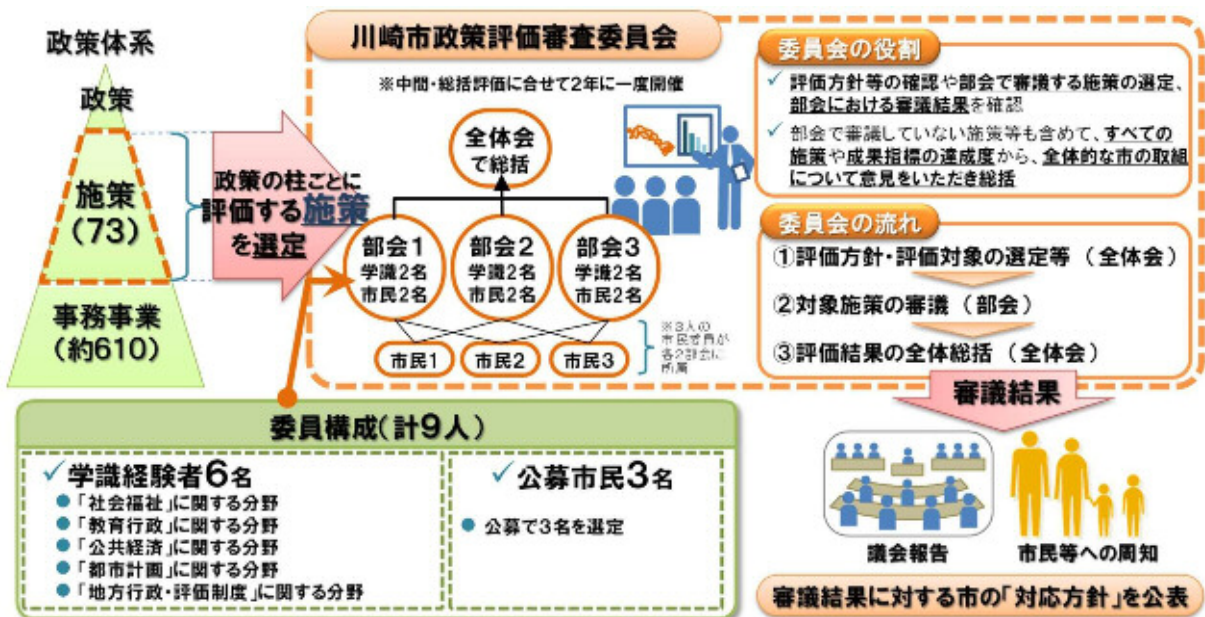 政策体系
政策
施策
(73)
事務事業
(約610)
政策の柱ごとに
評価する施策
を選定
川崎市政策評価審査委員会
※中間・総括評価に合せて2年に一度開催
全体会
で総括
部会1
学識2名
市民2名
部会2
学識2名
市民2名
部会3
学識2名
市民2名
市民1
市民2
市民3
※3人の
市民委員が
各2部会に
所属
委員会の役割
✓ 評価方針等の確認や部会で審議する施策の選定、
部会における審議結果を確認
✓ 部会で審議していない施策等も含めて、すべての
施策や成果指標の達成度から、全体的な市の取組
について意見をいただき総括
委員会の流れ
①評価方針・評価対象の選定等（全体会）
②対象施策の審議（部会）
③評価結果の全体総括（全体会）
審議結果
議会報告
市民等への周知
審議結果に対する市の「対応方針」を公表
委員構成(計9人)
✓学識経験者6名
●「社会福祉」に関する分野
●「教育行政」に関する分野
●「公共経済」に関する分野
●「都市計画」に関する分野
●「地方行政・評価制度」に関する分野
✓公募市民3名
● 公募で3名を選定